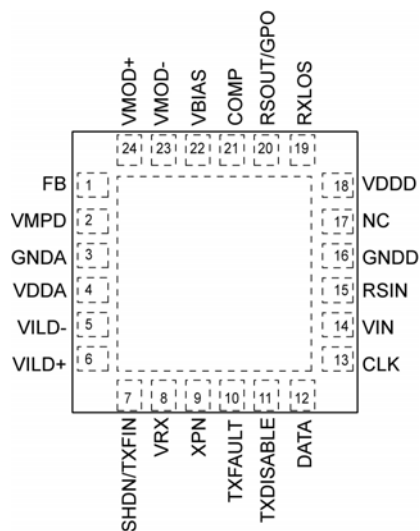 VMOD+
VMOD-
VBIAS
COMP
RSOUT/GPO
RXLOS
24 23 22 21 20 19
FB 1
VMPD 2
GNDA 3
VDDA 4
VILD- 5
VILD+ 6
18 VDDD
17 NC
16 GNDD
15 RSIN
14 VIN
13 CLK
7 8 9 10 11 12
SHDN/TXFIN
VRX
XPN
TXFAULT
TXDISABLE
DATA